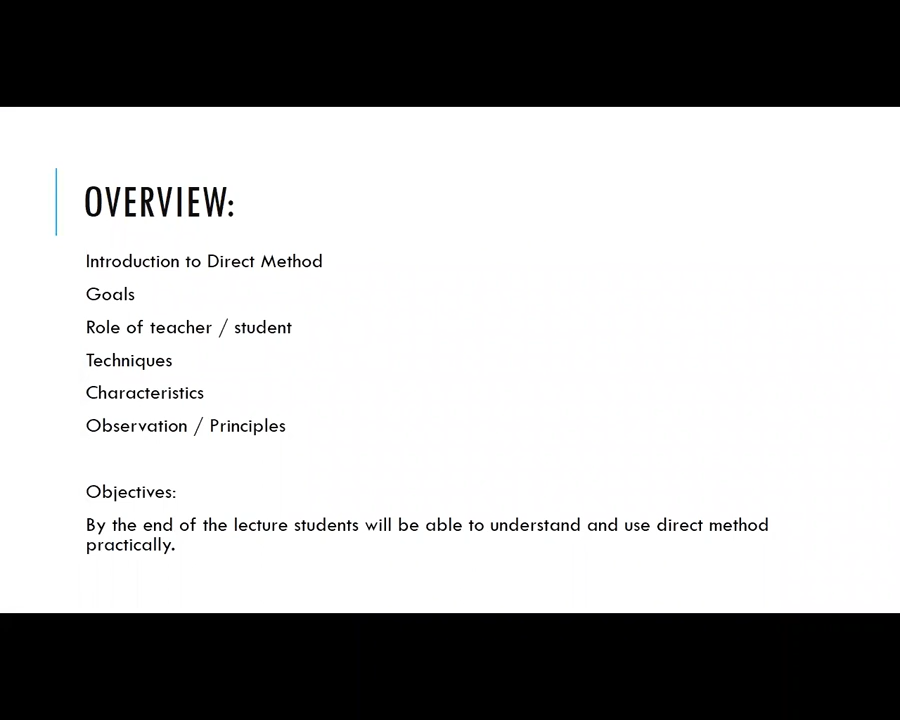 OVERVIEW:
Introduction to Direct Method
Goals
Role of teacher / student
Techniques
Characteristics
Observation / Principles
Objectives:
By the end of the lecture students will be able to understand and use direct method
practically.